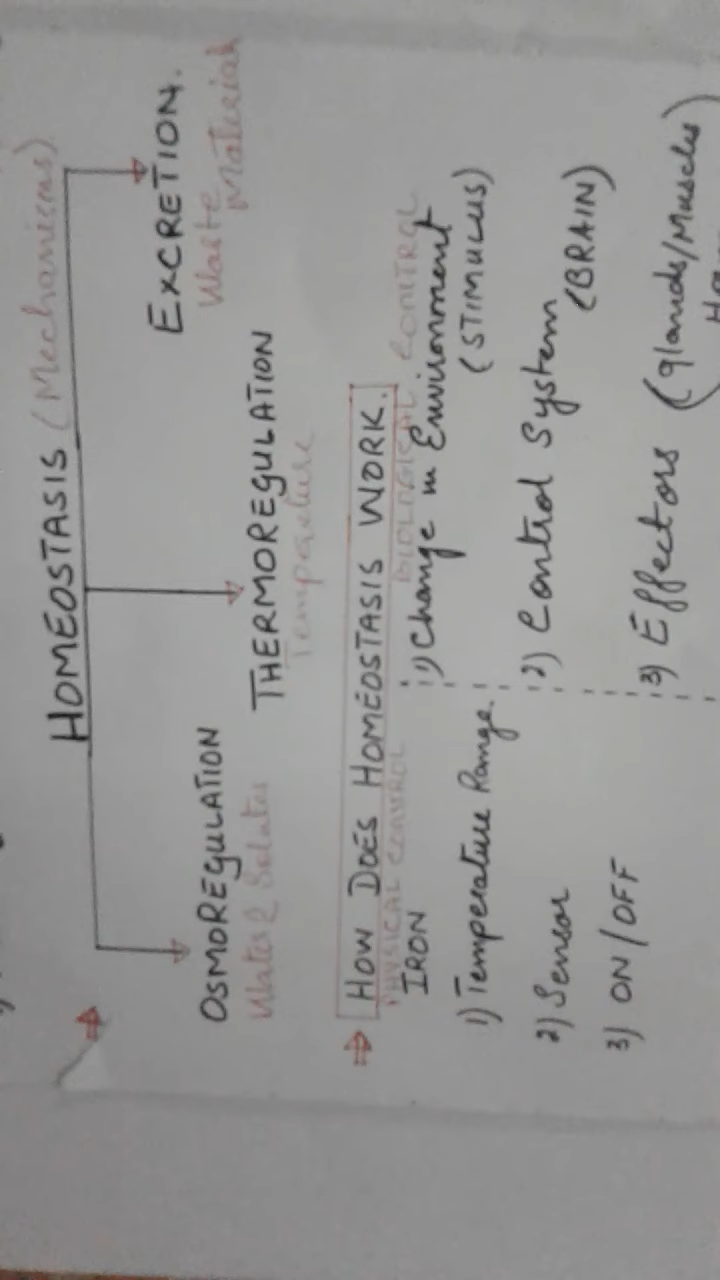 HOMEOSTASIS (Mechanisms)
OSMOREGULATION
Water & Solutes
THERMOREGULATION
Temperature
EXCRETION.
Waste
Materials
⇒ HOW DOES HOMEOSTASIS WORK.
PHYSICAL CONTROL
BIOLOGICAL CONTROL
IRON
1) Temperature Range
2) Sensor
3) ON/OFF
1) Change in Environment
(STIMULUS)
2) Control System
(BRAIN)
3) Effectors (glands/Muscles)